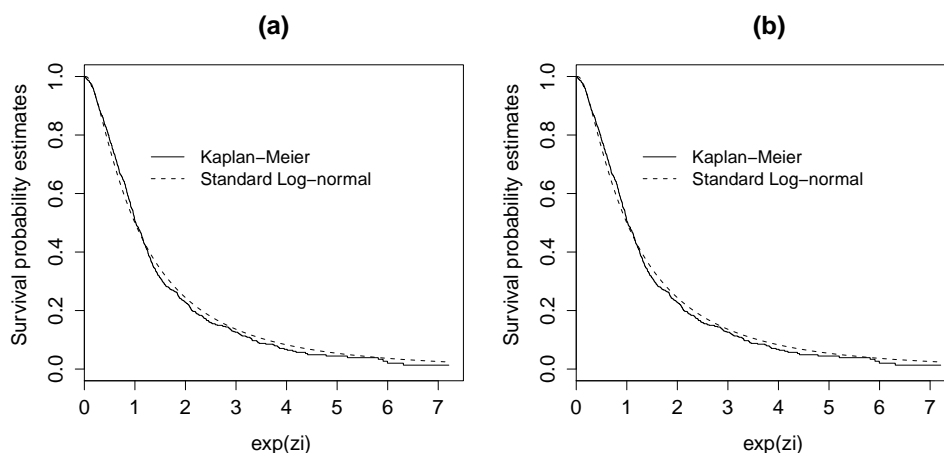 (a)
Survival probability estimates
1.0
0.8
0.6
0.4
0.2
0.0
Kaplan−Meier
Standard Log−normal
0 1 2 3 4 5 6 7
exp(zi)
(b)
Survival probability estimates
1.0
0.8
0.6
0.4
0.2
0.0
Kaplan−Meier
Standard Log−normal
0 1 2 3 4 5 6 7
exp(zi)